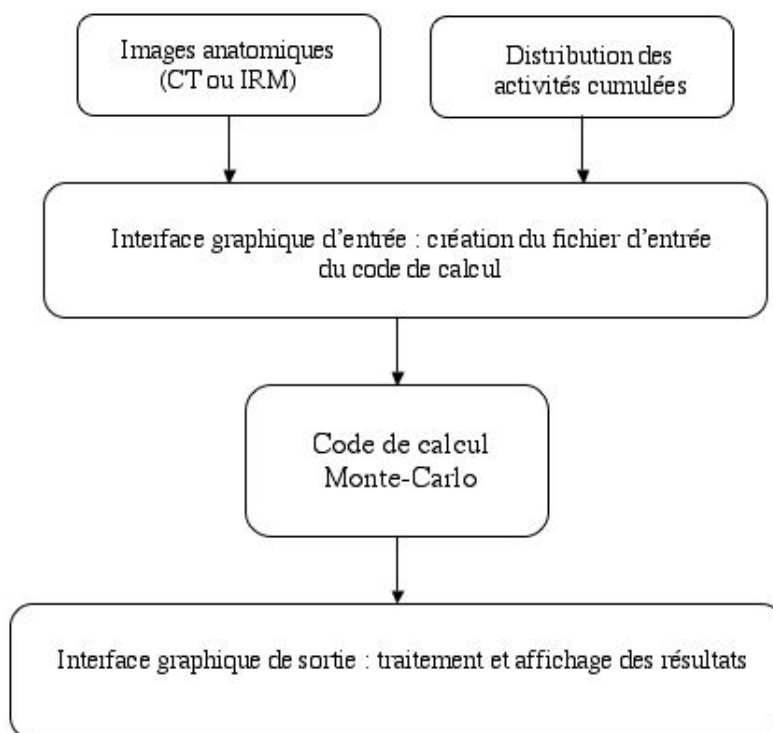 Images anatomiques
(CT ou IRM)
Distribution des
activités cumulées
Interface graphique d'entrée : création du fichier d'entrée
du code de calcul
Code de calcul
Monte-Carlo
Interface graphique de sortie : traitement et affichage des résultats